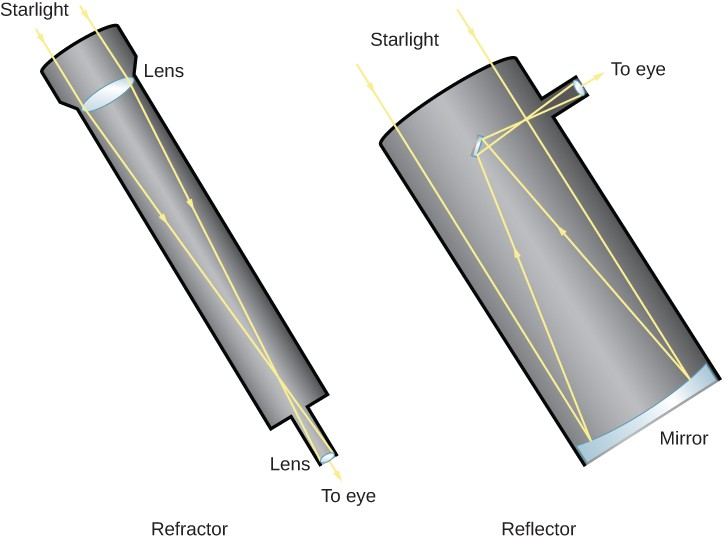 Starlight
Lens
Lens
To eye
Refractor
Starlight
To eye
Mirror
Reflector